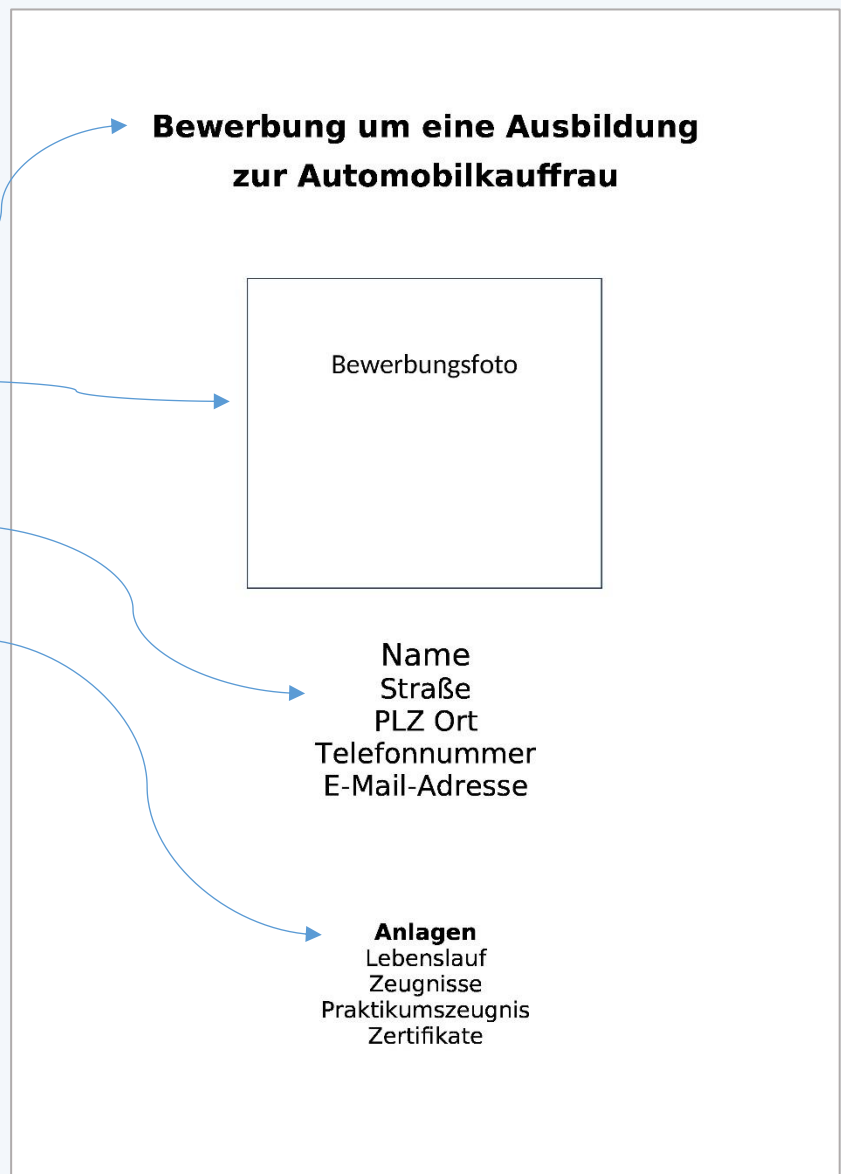 Bewerbung um eine Ausbildung
zur Automobilkauffrau
Bewerbungsfoto
Name
Straße
PLZ Ort
Telefonnummer
E-Mail-Adresse
Anlagen
Lebenslauf
Zeugnisse
Praktikumszeugnis
Zertifikate